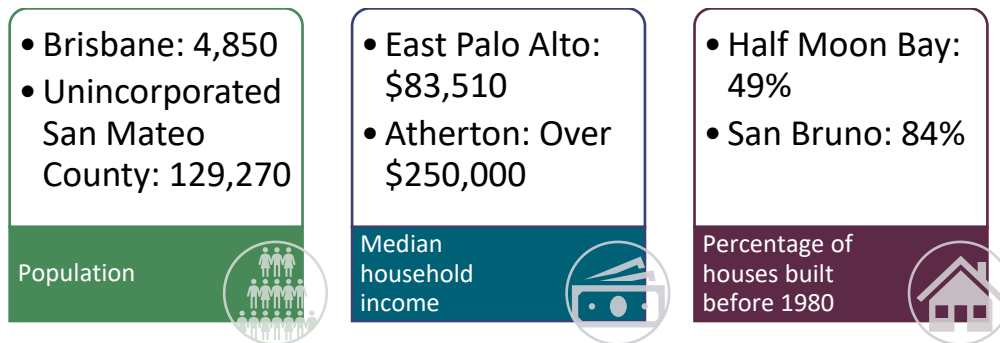 • Brisbane: 4,850
• Unincorporated
San Mateo
County: 129,270
Population
• East Palo Alto:
$83,510
• Atherton: Over
$250,000
Median
household
income
• Half Moon Bay:
49%
• San Bruno: 84%
Percentage of
houses built
before 1980